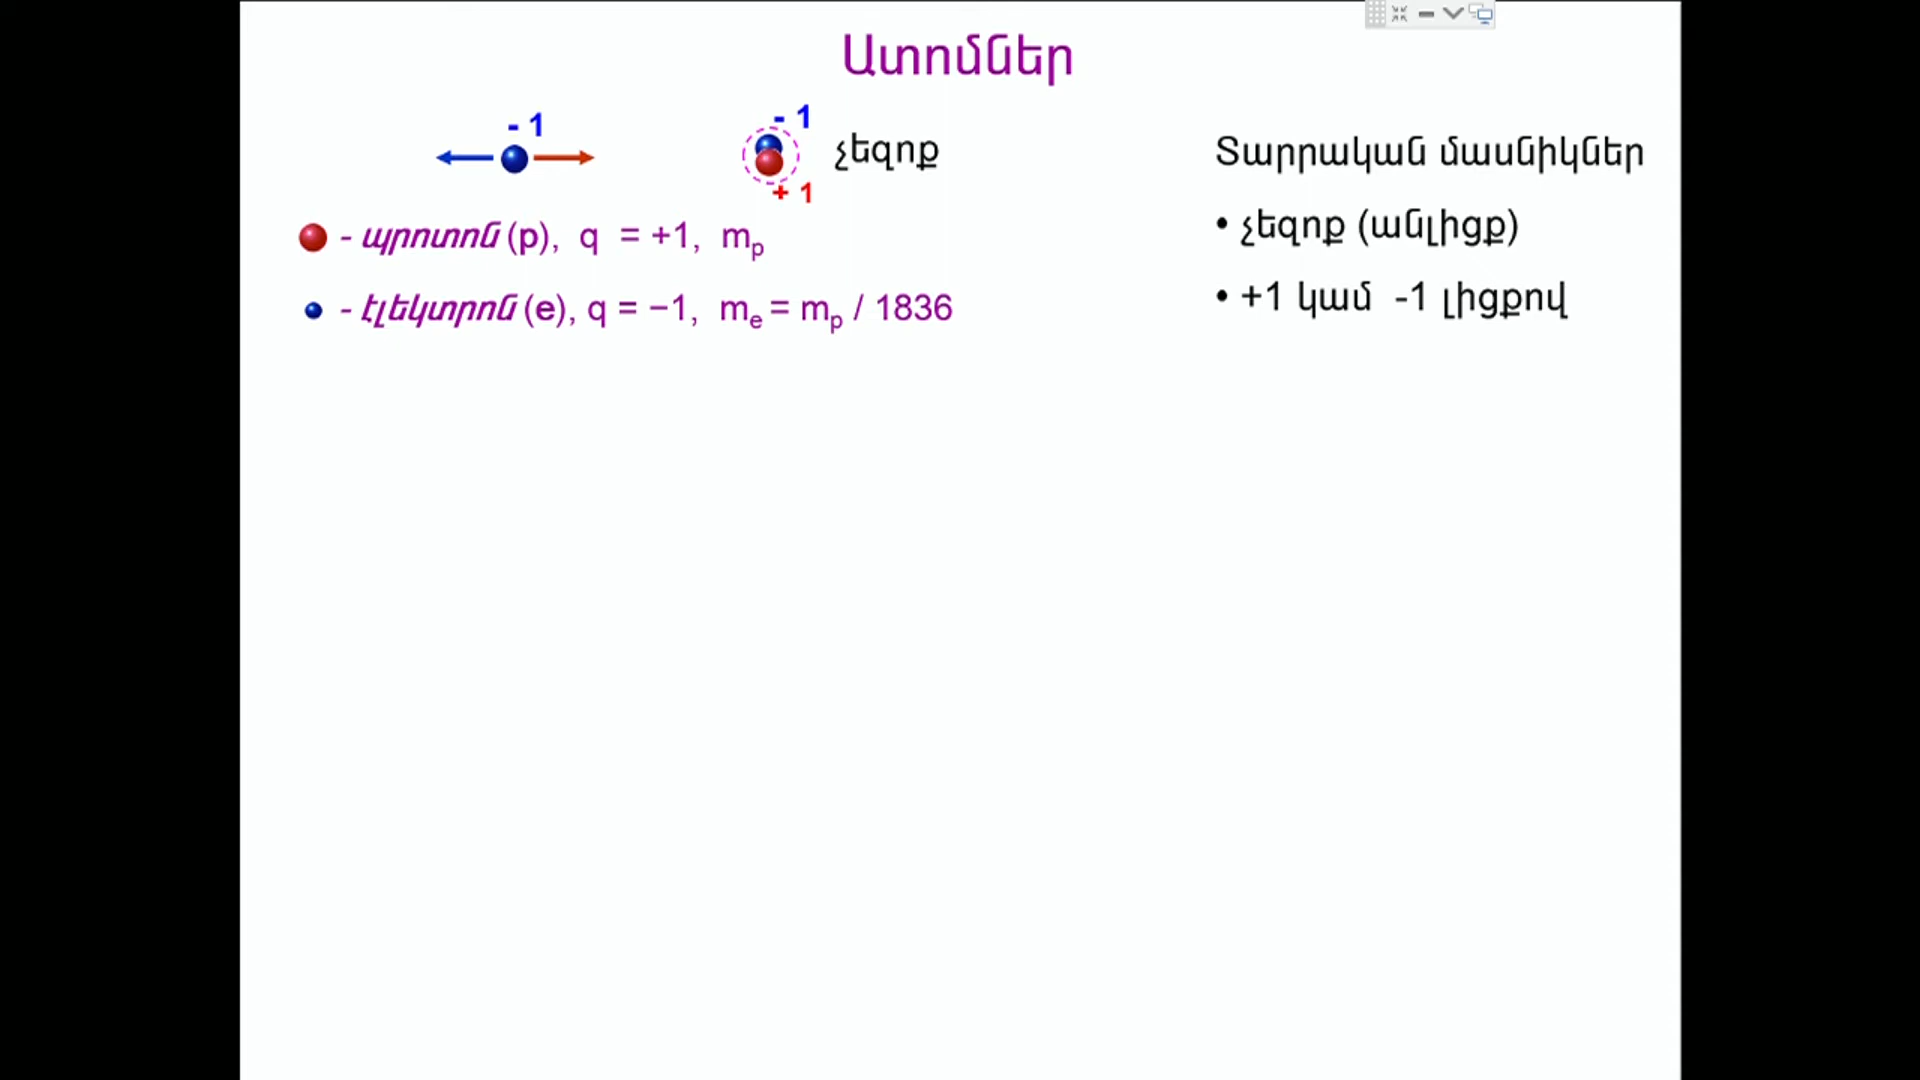 Ատոմներ
- 1
- 1
չեզոք
+ 1
- պրոտոն (p), q = +1, mₚ
- էլեկտրոն (e), q = −1, mₑ = mₚ / 1836
Տարրական մասնիկներ
• չեզոք (անլիցք)
• +1 կամ -1 լիցքով